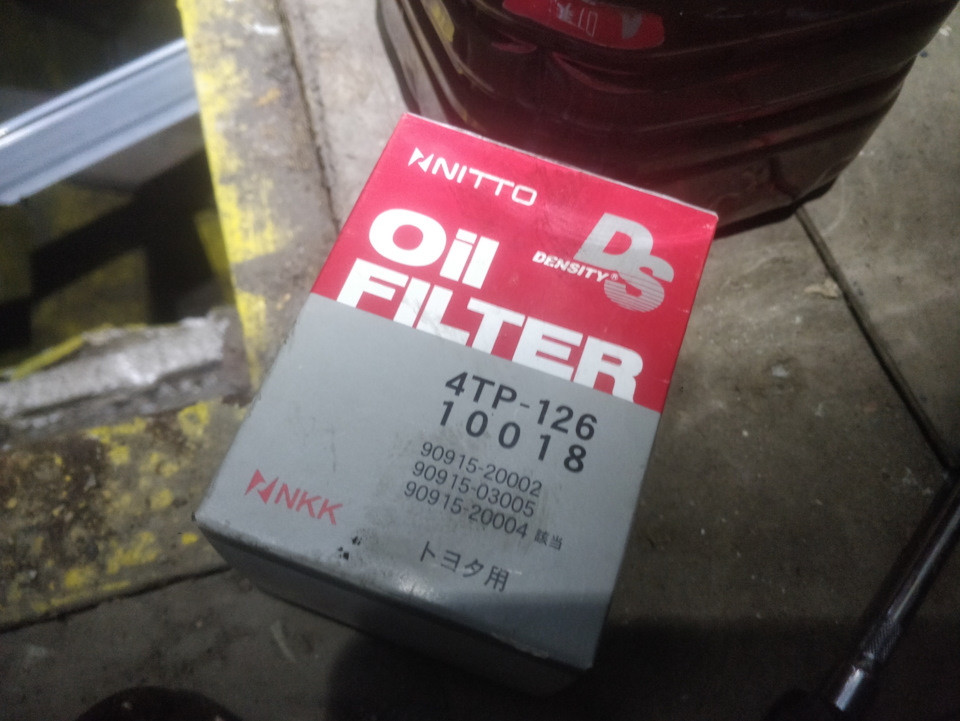 NITTO
DS
DENSITY®
Oil
FILTER
4TP-126
10018
90915-20002
90915-03005
90915-20004 該当
NKK
トヨタ用